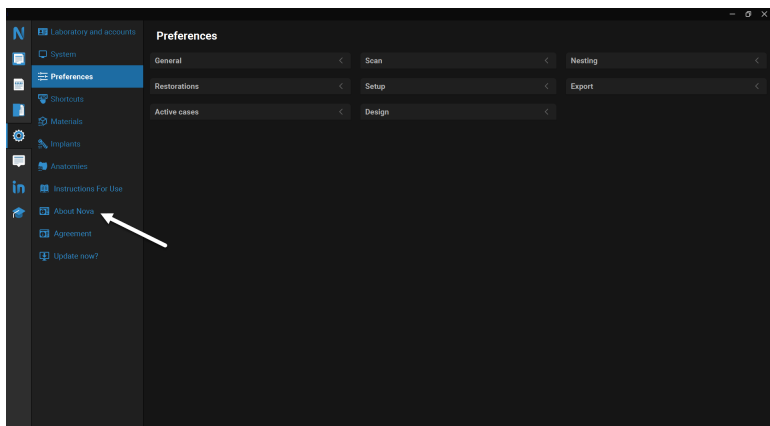 N
Laboratory and accounts
System
Preferences
Shortcuts
Materials
Implants
Anatomies
in
Instructions For Use
About Nova
Agreement
Update now?
Preferences
General
Scan
Nesting
Restorations
Setup
Export
Active cases
Design